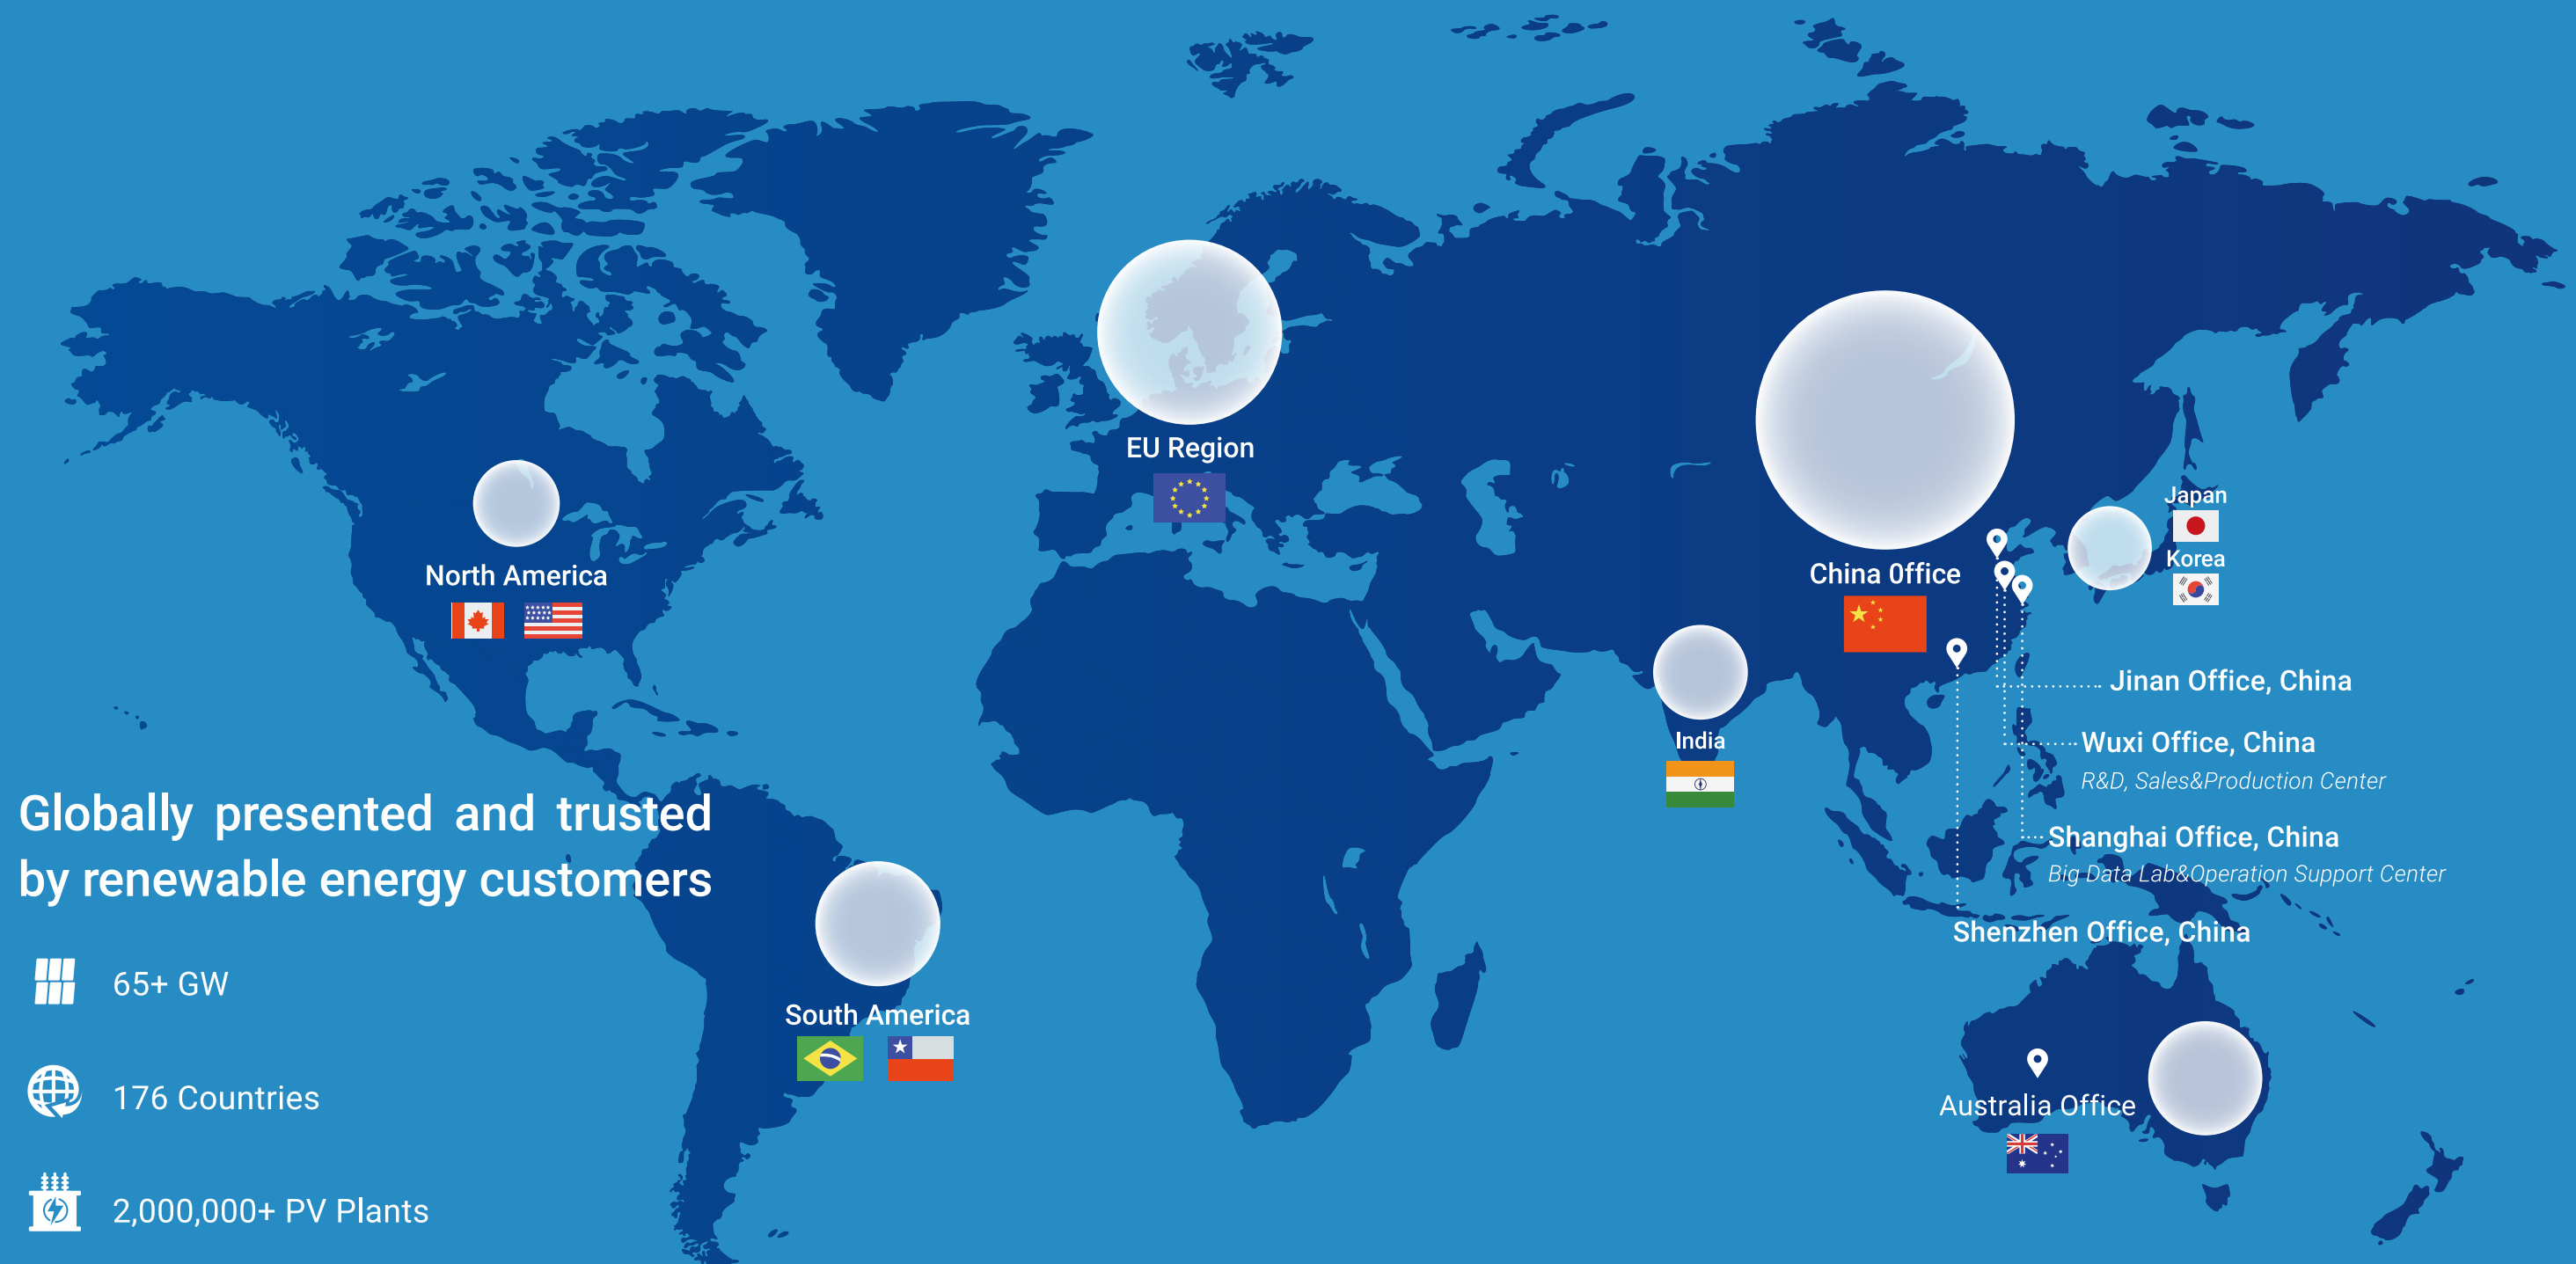 EU Region
Japan
Korea
North America
China 0ffice
Jinan Office, China
India
Wuxi Office, China
R&D, Sales&Production Center
Globally presented and trusted
by renewable energy customers
Shanghai Office, China
Big Data Lab&Operation Support Center
Shenzhen Office, China
65+ GW
South America
176 Countries
Australia Office
2,000,000+ PV Plants